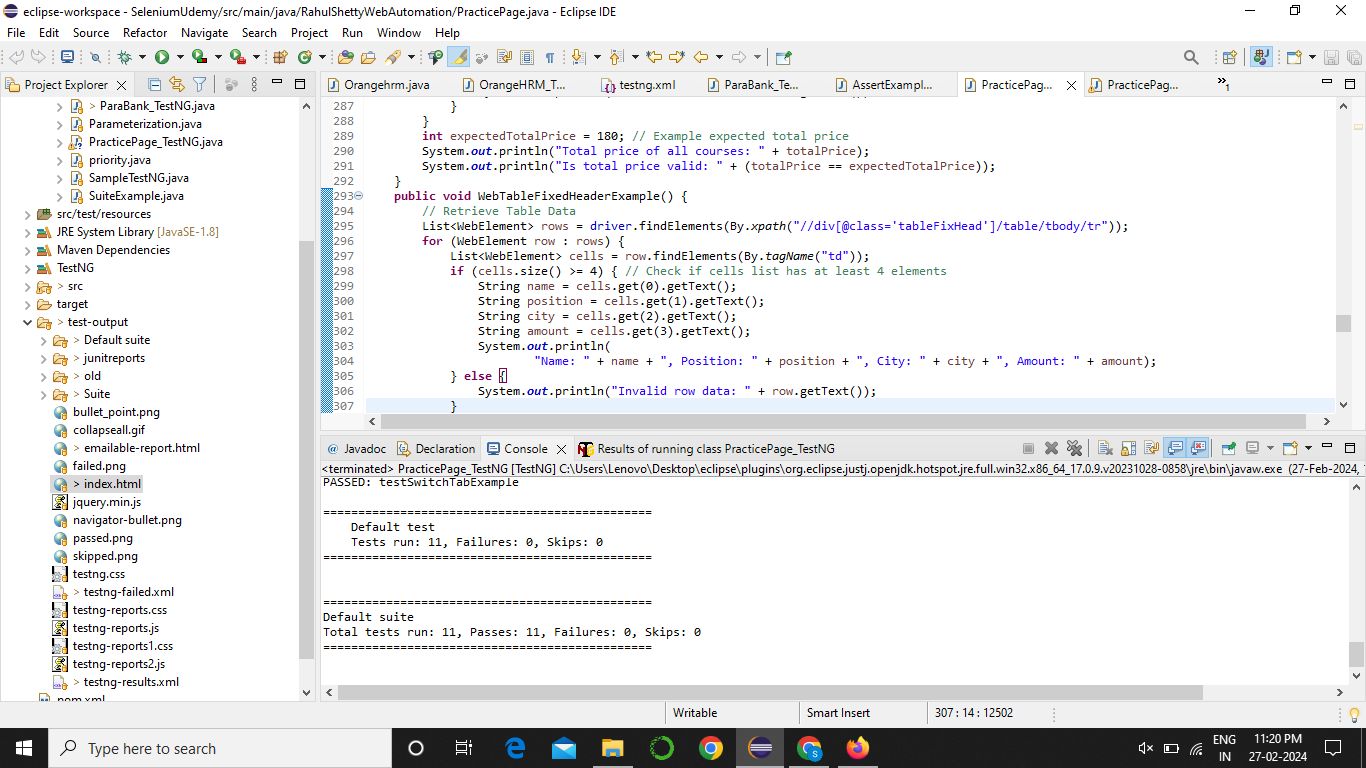 eclipse-workspace - SeleniumUdemy/src/main/java/RahulShettyWebAutomation/PracticePage.java - Eclipse IDE
File Edit Source Refactor Navigate Search Project Run Window Help
Project Explorer
> ParaBank_TestNG.java
Parameterization.java
PracticePage_TestNG.java
priority.java
SampleTestNG.java
SuiteExample.java
src/test/resources
JRE System Library [JavaSE-1.8]
Maven Dependencies
TestNG
> src
target
> test-output
> Default suite
> junitreports
> old
> Suite
bullet_point.png
collapseall.gif
> emailable-report.html
failed.png
> index.html
jquery.min.js
navigator-bullet.png
passed.png
skipped.png
testng.css
> testng-failed.xml
testng-reports.css
testng-reports.js
testng-reports1.css
testng-reports2.js
> testng-results.xml
pom.xml
Orangehrm.java OrangeHRM_T... testng.xml ParaBank_Te... AssertExampl... PracticePag... PracticePag... »1
287 }
288 }
289 int expectedTotalPrice = 180; // Example expected total price
290 System.out.println("Total price of all courses: " + totalPrice);
291 System.out.println("Is total price valid: " + (totalPrice == expectedTotalPrice));
292 }
293 public void WebTableFixedHeaderExample() {
294 // Retrieve Table Data
295 List<WebElement> rows = driver.findElements(By.xpath("//div[@class='tableFixHead']/table/tbody/tr"));
296 for (WebElement row : rows) {
297 List<WebElement> cells = row.findElements(By.tagName("td"));
298 if (cells.size() >= 4) { // Check if cells list has at least 4 elements
299 String name = cells.get(0).getText();
300 String position = cells.get(1).getText();
301 String city = cells.get(2).getText();
302 String amount = cells.get(3).getText();
303 System.out.println(
304 "Name: " + name + ", Position: " + position + ", City: " + city + ", Amount: " + amount);
305 } else {
306 System.out.println("Invalid row data: " + row.getText());
307 }
@ Javadoc Declaration Console Results of running class PracticePage_TestNG
<terminated> PracticePage_TestNG [TestNG] C:\Users\Lenovo\Desktop\eclipse\plugins\org.eclipse.justj.openjdk.hotspot.jre.full.win32.x86_64_17.0.9.v20231028-0858\jre\bin\javaw.exe (27-Feb-2024,
PASSED: testSwitchTabExample
===============================================
Default test
Tests run: 11, Failures: 0, Skips: 0
===============================================
===============================================
Default suite
Total tests run: 11, Passes: 11, Failures: 0, Skips: 0
===============================================
Writable Smart Insert 307 : 14 : 12502
Type here to search
ENG
IN
11:20 PM
27-02-2024